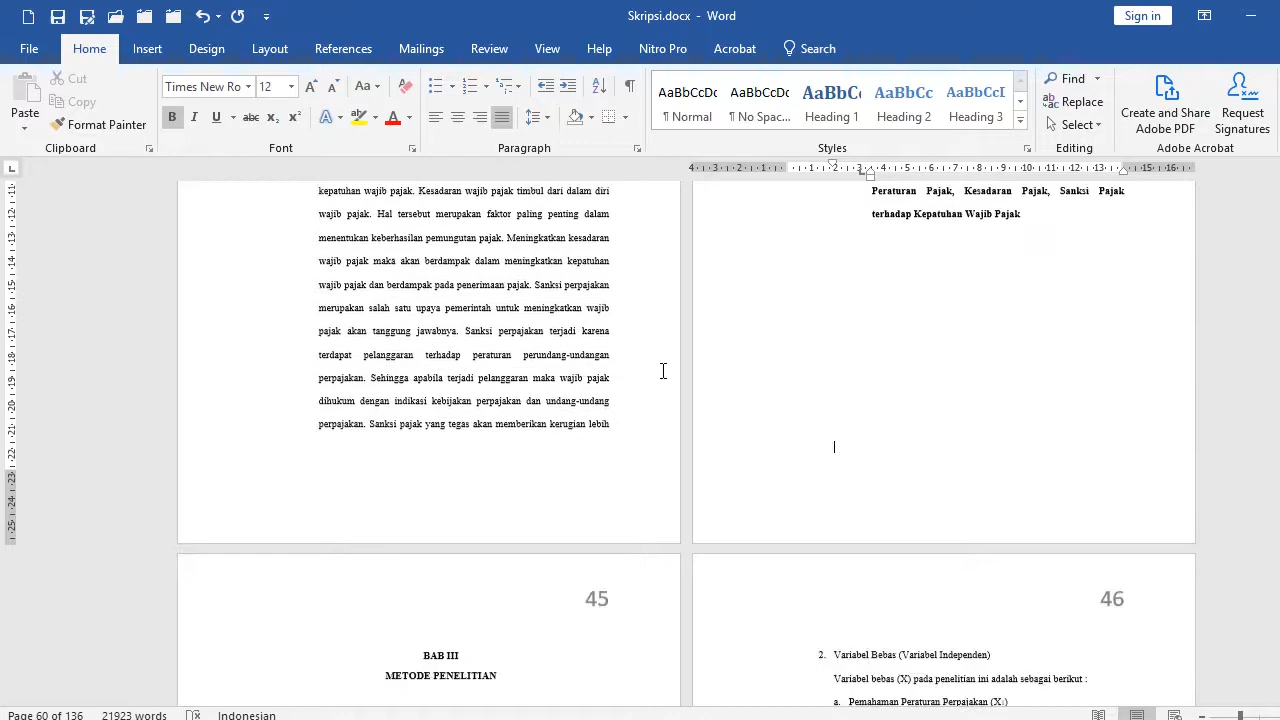 Skripsi.docx - Word
Sign in
File Home Insert Design Layout References Mailings Review View Help Nitro Pro Acrobat Search
Paste
Cut
Copy
Format Painter
Clipboard
Times New Ro 12
Font
Paragraph
AaBbCcDc AaBbCcDc AaBbC AaBbCc AaBbCcD
¶ Normal ¶ No Spac... Heading 1 Heading 2 Heading 3
Styles
Find
Replace
Select
Editing
Create and Share Adobe PDF
Request Signatures
Adobe Acrobat
kepatuhan wajib pajak. Kesadaran wajib pajak timbul dari dalam diri
wajib pajak. Hal tersebut merupakan faktor paling penting dalam
menentukan keberhasilan pemungutan pajak. Meningkatkan kesadaran
wajib pajak maka akan berdampak dalam meningkatkan kepatuhan
wajib pajak dan berdampak pada penerimaan pajak. Sanksi perpajakan
merupakan salah satu upaya pemerintah untuk meningkatkan wajib
pajak akan tanggung jawabnya. Sanksi perpajakan terjadi karena
terdapat pelanggaran terhadap peraturan perundang-undangan
perpajakan. Sehingga apabila terjadi pelanggaran maka wajib pajak
dihukum dengan indikasi kebijakan perpajakan dan undang-undang
perpajakan. Sanksi pajak yang tegas akan memberikan kerugian lebih
Peraturan Pajak, Kesadaran Pajak, Sanksi Pajak
terhadap Kepatuhan Wajib Pajak
45
BAB III
METODE PENELITIAN
46
2. Variabel Bebas (Variabel Independen)
Variabel bebas (X) pada penelitian ini adalah sebagai berikut :
a. Pemahaman Peraturan Perpajakan (X₁)
Page 60 of 136 21923 words Indonesian